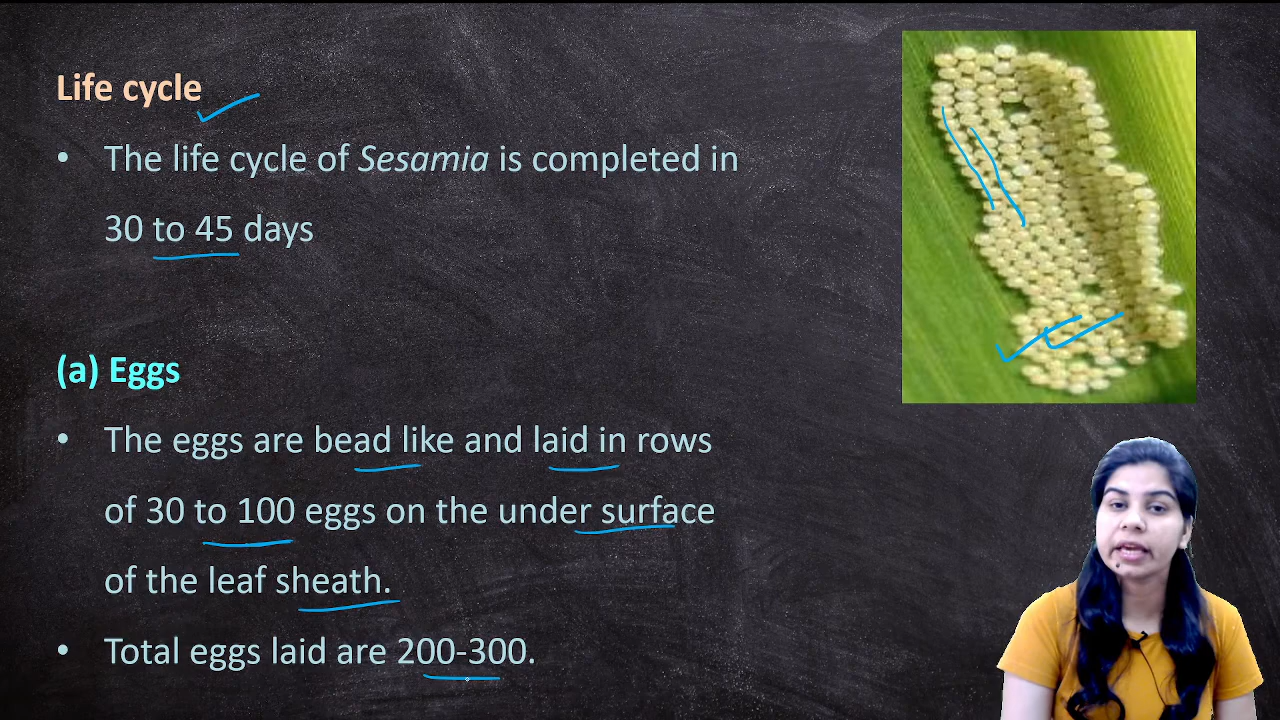 Life cycle
• The life cycle of Sesamia is completed in
30 to 45 days
(a) Eggs
• The eggs are bead like and laid in rows
of 30 to 100 eggs on the under surface
of the leaf sheath.
• Total eggs laid are 200-300.